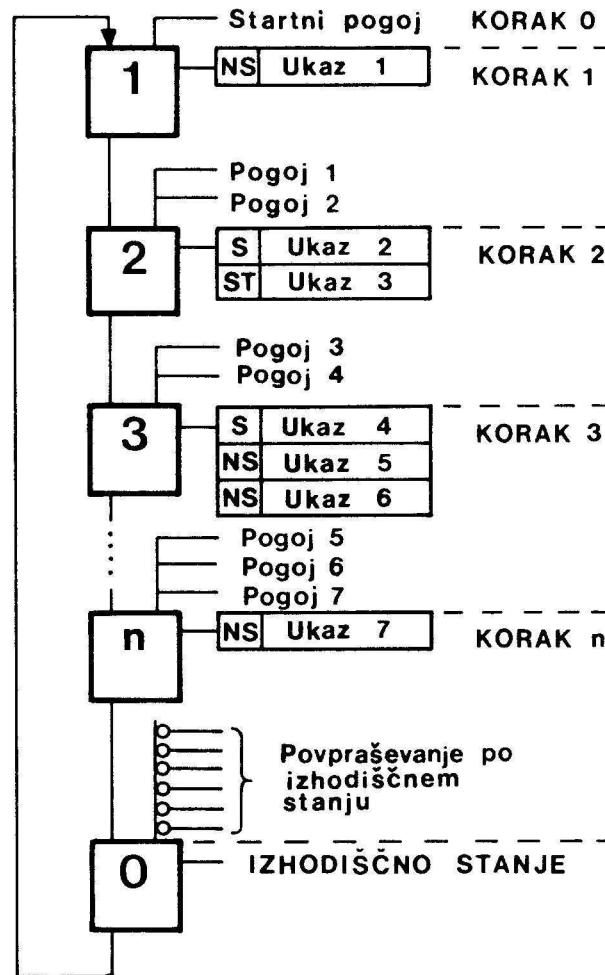 Startni pogoj KORAK 0
1 NS Ukaz 1 KORAK 1
Pogoj 1
Pogoj 2
2 S Ukaz 2 KORAK 2
ST Ukaz 3
Pogoj 3
Pogoj 4
3 S Ukaz 4 KORAK 3
NS Ukaz 5
NS Ukaz 6
Pogoj 5
Pogoj 6
Pogoj 7
n NS Ukaz 7 KORAK n
Povpraševanje po
izhodiščnem
stanju
0 IZHODIŠČNO STANJE